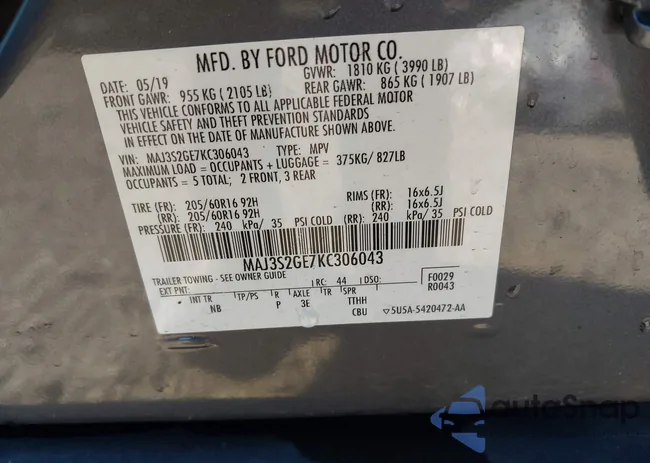 MFD. BY FORD MOTOR CO.
DATE: 05/19 GVWR: 1810 KG (3990 LB)
FRONT GAWR: 955 KG (2105 LB) REAR GAWR: 865 KG (1907 LB)
THIS VEHICLE CONFORMS TO ALL APPLICABLE FEDERAL MOTOR
VEHICLE SAFETY AND THEFT PREVENTION STANDARDS
IN EFFECT ON THE DATE OF MANUFACTURE SHOWN ABOVE.
VIN: MAJ3S2GE7KC306043 TYPE: MPV
MAXIMUM LOAD = OCCUPANTS + LUGGAGE = 375KG/ 827LB
OCCUPANTS = 5 TOTAL; 2 FRONT, 3 REAR
TIRE (FR): 205/60R16 92H RIMS (FR): 16x6.5J
(RR): 205/60R16 92H (RR): 16x6.5J
PRESSURE (FR): 240 kPa/ 35 PSI COLD (RR): 240 kPa/ 35 PSI COLD
MAJ3S2GE7KC306043
TRAILER TOWING - SEE OWNER GUIDE RC: 44 DSO: F0029
EXT PNT: R0043
INT TR TP/PS R AXLE TR SPR TTHH
NB P 3E CBU ▽5U5A-5420472-AA
autoSnap